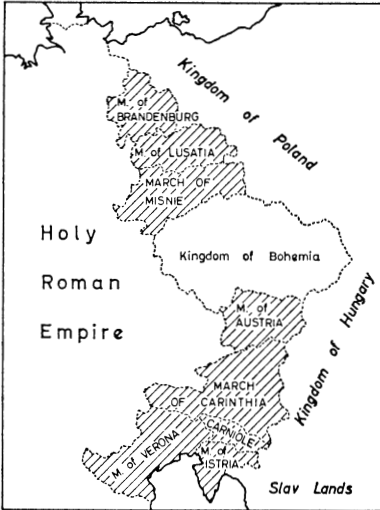 Kingdom of Poland
M. of
BRANDENBURG
M. of LUSATIA
MARCH OF
MISNIE
Holy
Roman
Empire
Kingdom of Bohemia
M. of
AUSTRIA
Kingdom of Hungary
MARCH
OF CARINTHIA
CARNIOLE
M. of VERONA
M. of
ISTRIA
Slav Lands